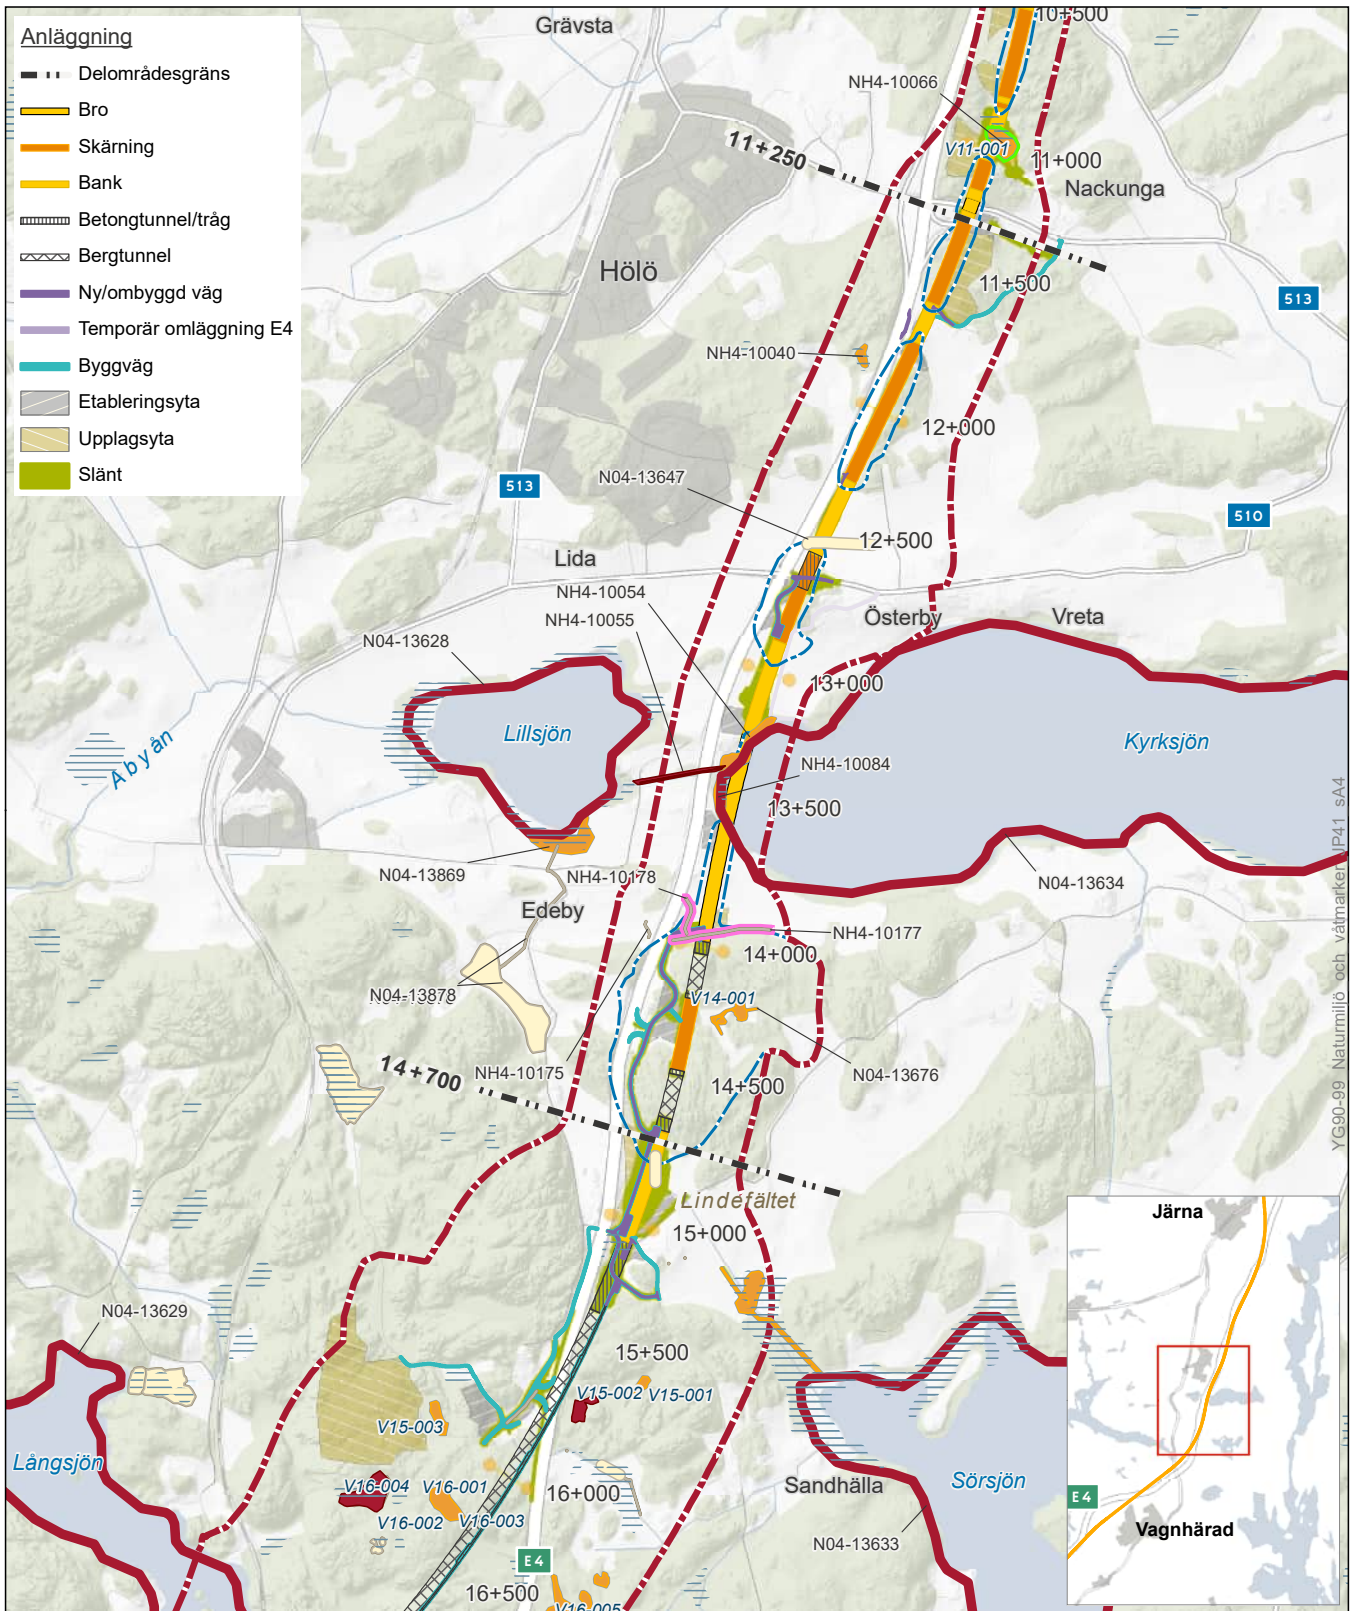 Anläggning
Delområdesgräns
Bro
Skärning
Bank
Betongtunnel/tråg
Bergtunnel
Ny/ombyggd väg
Temporär omläggning E4
Byggväg
Etableringsyta
Upplagsyta
Slänt
Grävsta
10+500
NH4-10066
11+250
V11-001
11+000
Nackunga
Hölö
11+500
513
NH4-10040
12+000
N04-13647
513
510
12+500
Lida
NH4-10054
NH4-10055
Österby
Vreta
N04-13628
13+000
Lillsjön
Kyrksjön
Åbyån
NH4-10084
13+500
N04-13869
NH4-10178
N04-13634
Edeby
NH4-10177
14+000
N04-13878
V14-001
14+700
NH4-10175
14+500
N04-13676
YG90-99 Naturmiljö och våtmarker JP41 sA4
Lindefältet
15+000
Järna
N04-13629
15+500
V15-002
V15-001
V15-003
Långsjön
V16-004
V16-001
16+000
Sandhälla
Sörsjön
E4
V16-002
V16-003
Vagnhärad
N04-13633
E4
16+500
V16-005